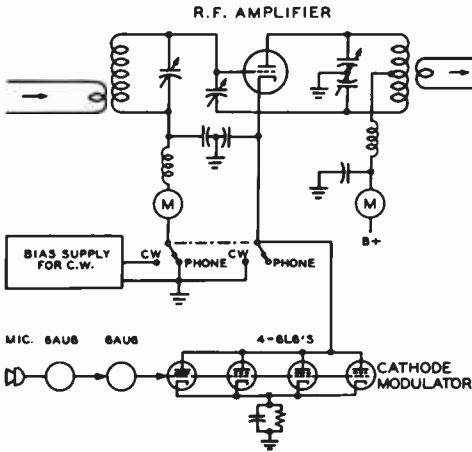 R.F. AMPLIFIER
M
M
B+
BIAS SUPPLY
FOR C.W.
CW
PHONE
CW
PHONE
MIC.
6AU6
6AU6
4-6L6'S
CATHODE
MODULATOR